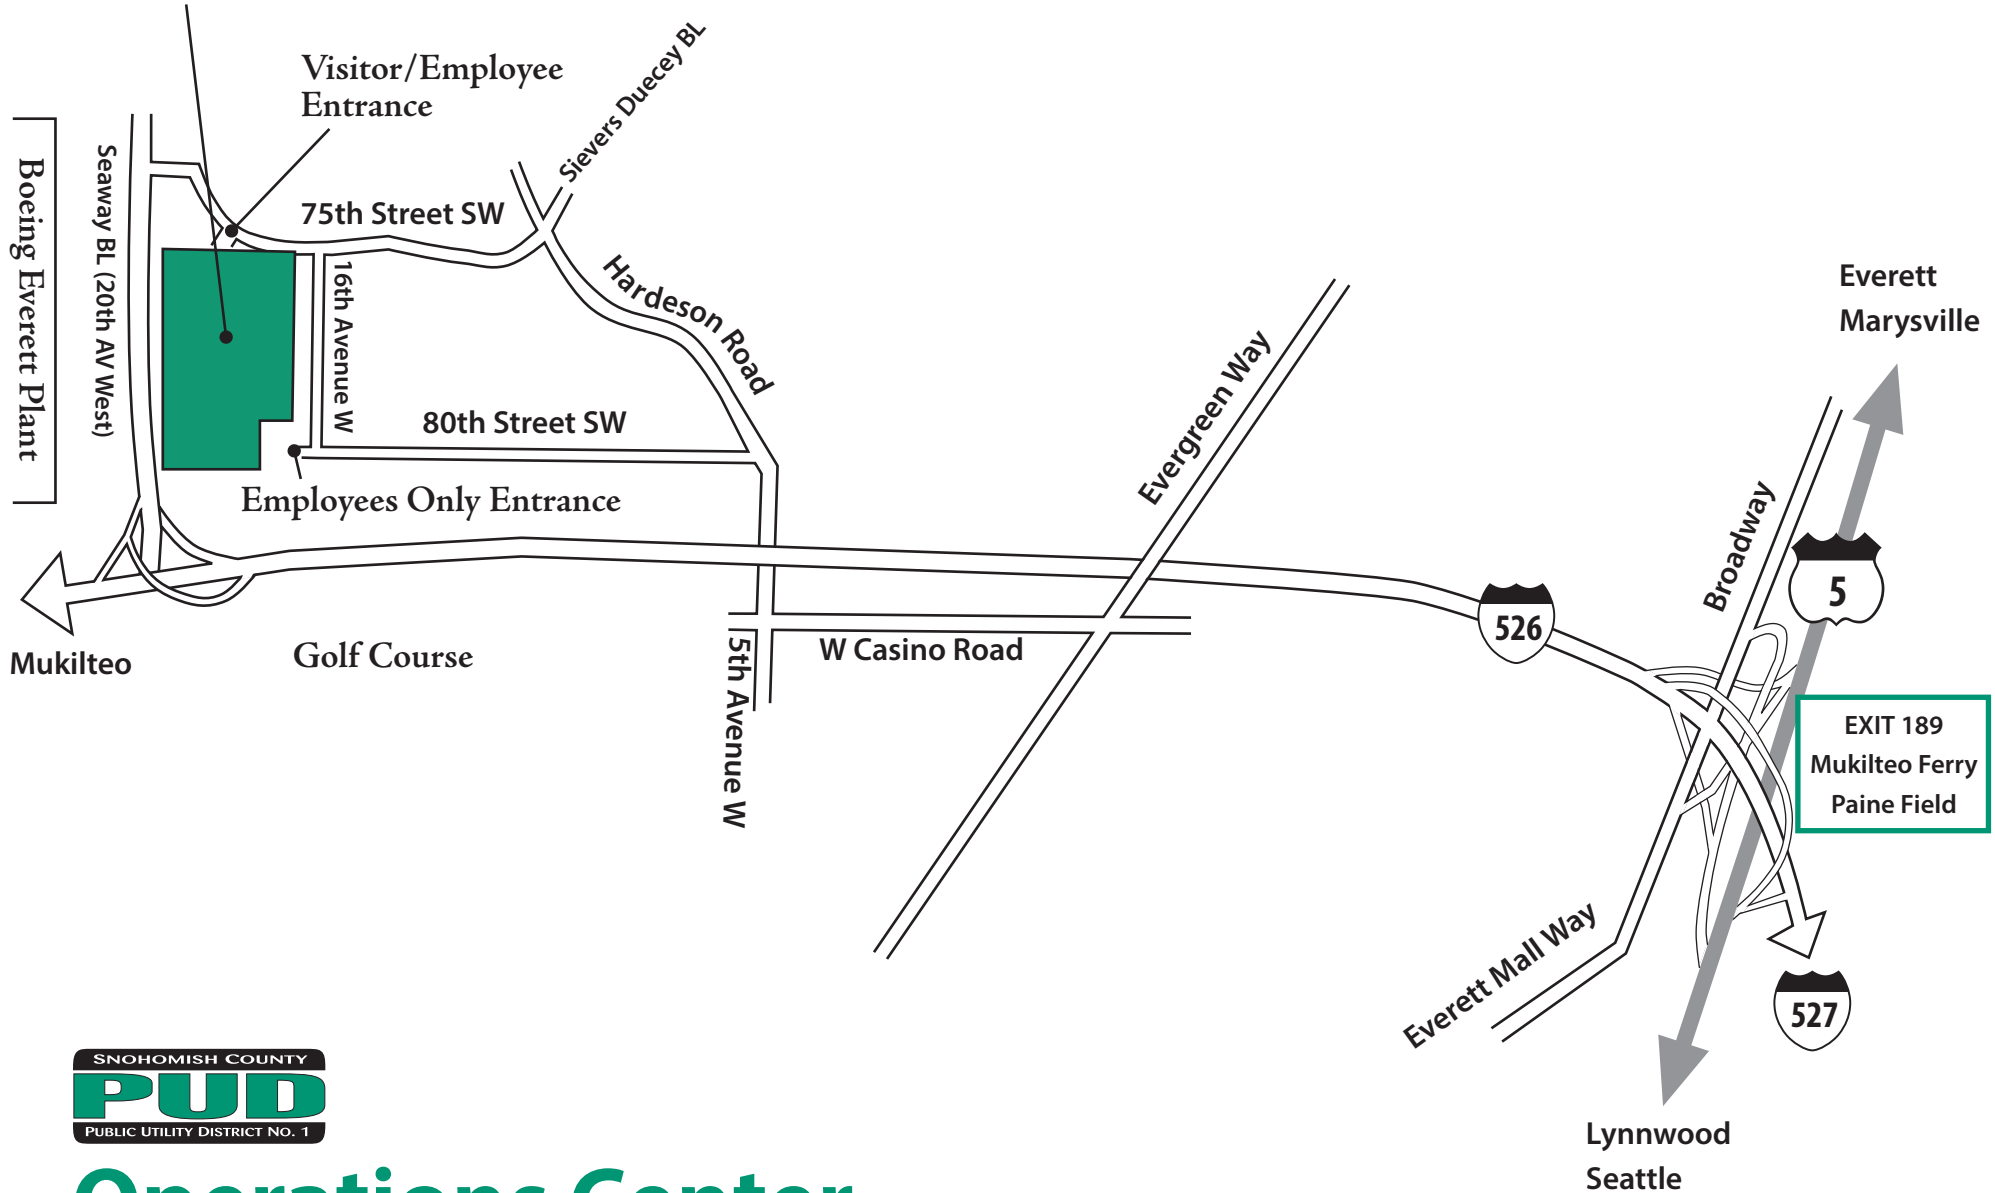 Visitor/Employee
Entrance
Sievers Duecey BL
Boeing Everett Plant
Seaway BL (20th AV West)
75th Street SW
16th Avenue W
Hardeson Road
80th Street SW
Employees Only Entrance
Evergreen Way
Everett
Marysville
Broadway
5
526
Mukilteo
Golf Course
W Casino Road
5th Avenue W
EXIT 189
Mukilteo Ferry
Paine Field
Everett Mall Way
527
Lynnwood
Seattle
SNOHOMISH COUNTY
PUD
PUBLIC UTILITY DISTRICT NO. 1
Operations Center